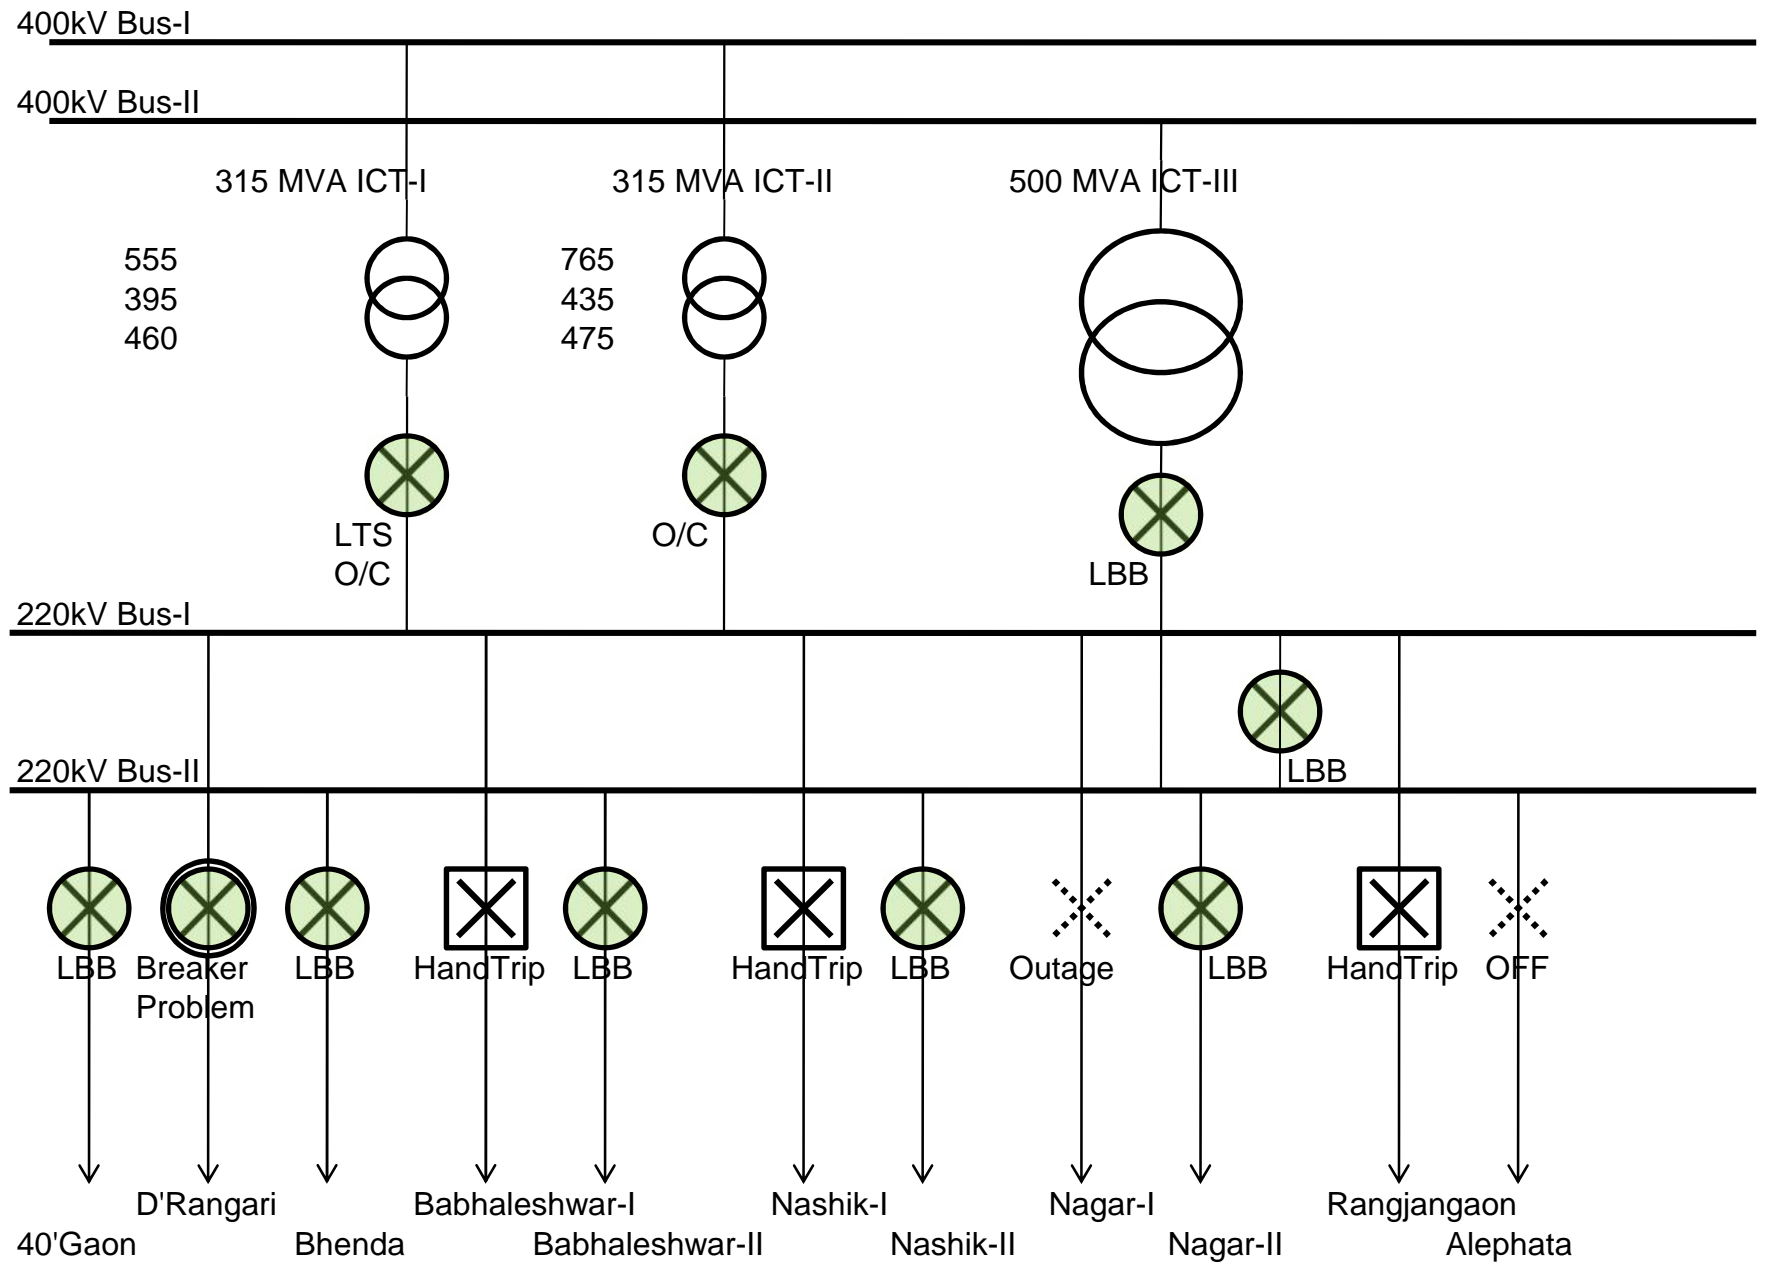 400kV Bus-I
400kV Bus-II
315 MVA ICT-I
315 MVA ICT-II
500 MVA ICT-III
555
395
460
765
435
475
LTS
O/C
O/C
LBB
220kV Bus-I
LBB
220kV Bus-II
LBB
Breaker
Problem
LBB
HandTrip
LBB
HandTrip
LBB
Outage
LBB
HandTrip
OFF
D'Rangari
Babhaleshwar-I
Nashik-I
Nagar-I
Rangjangaon
40'Gaon
Bhenda
Babhaleshwar-II
Nashik-II
Nagar-II
Alephata